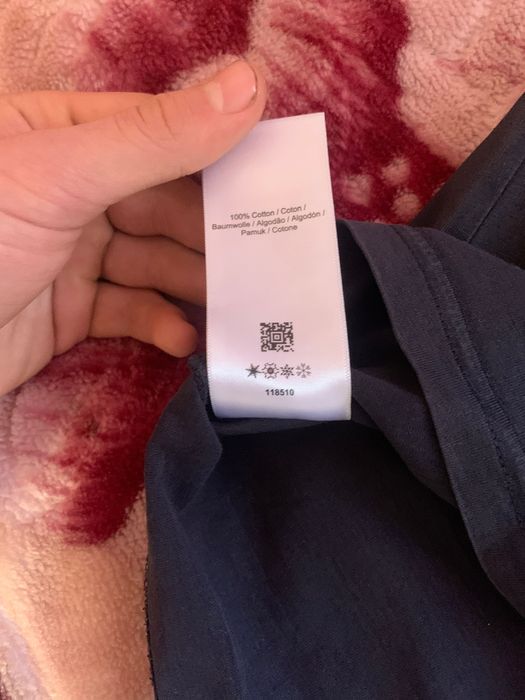 100% Cotton / Coton /
Baumwolle / Algodão / Algodón /
Pamuk / Cotone
118510